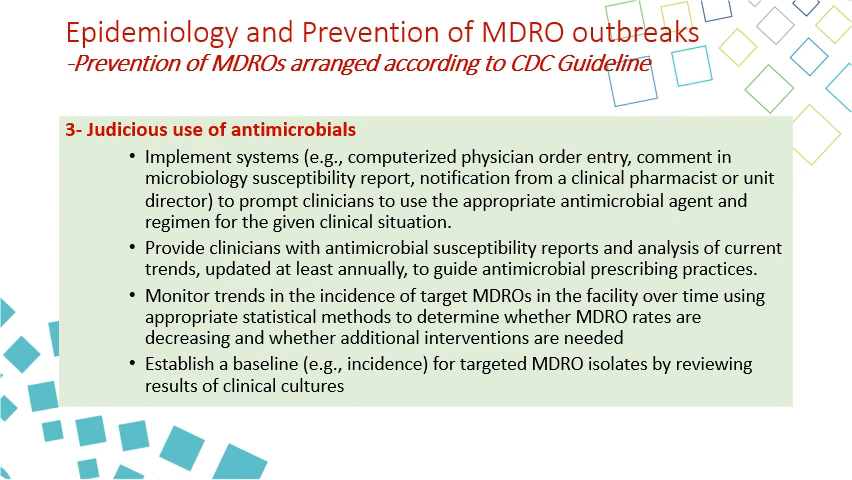 Epidemiology and Prevention of MDRO outbreaks
-Prevention of MDROs arranged according to CDC Guideline
3- Judicious use of antimicrobials
• Implement systems (e.g., computerized physician order entry, comment in
microbiology susceptibility report, notification from a clinical pharmacist or unit
director) to prompt clinicians to use the appropriate antimicrobial agent and
regimen for the given clinical situation.
• Provide clinicians with antimicrobial susceptibility reports and analysis of current
trends, updated at least annually, to guide antimicrobial prescribing practices.
• Monitor trends in the incidence of target MDROs in the facility over time using
appropriate statistical methods to determine whether MDRO rates are
decreasing and whether additional interventions are needed
• Establish a baseline (e.g., incidence) for targeted MDRO isolates by reviewing
results of clinical cultures